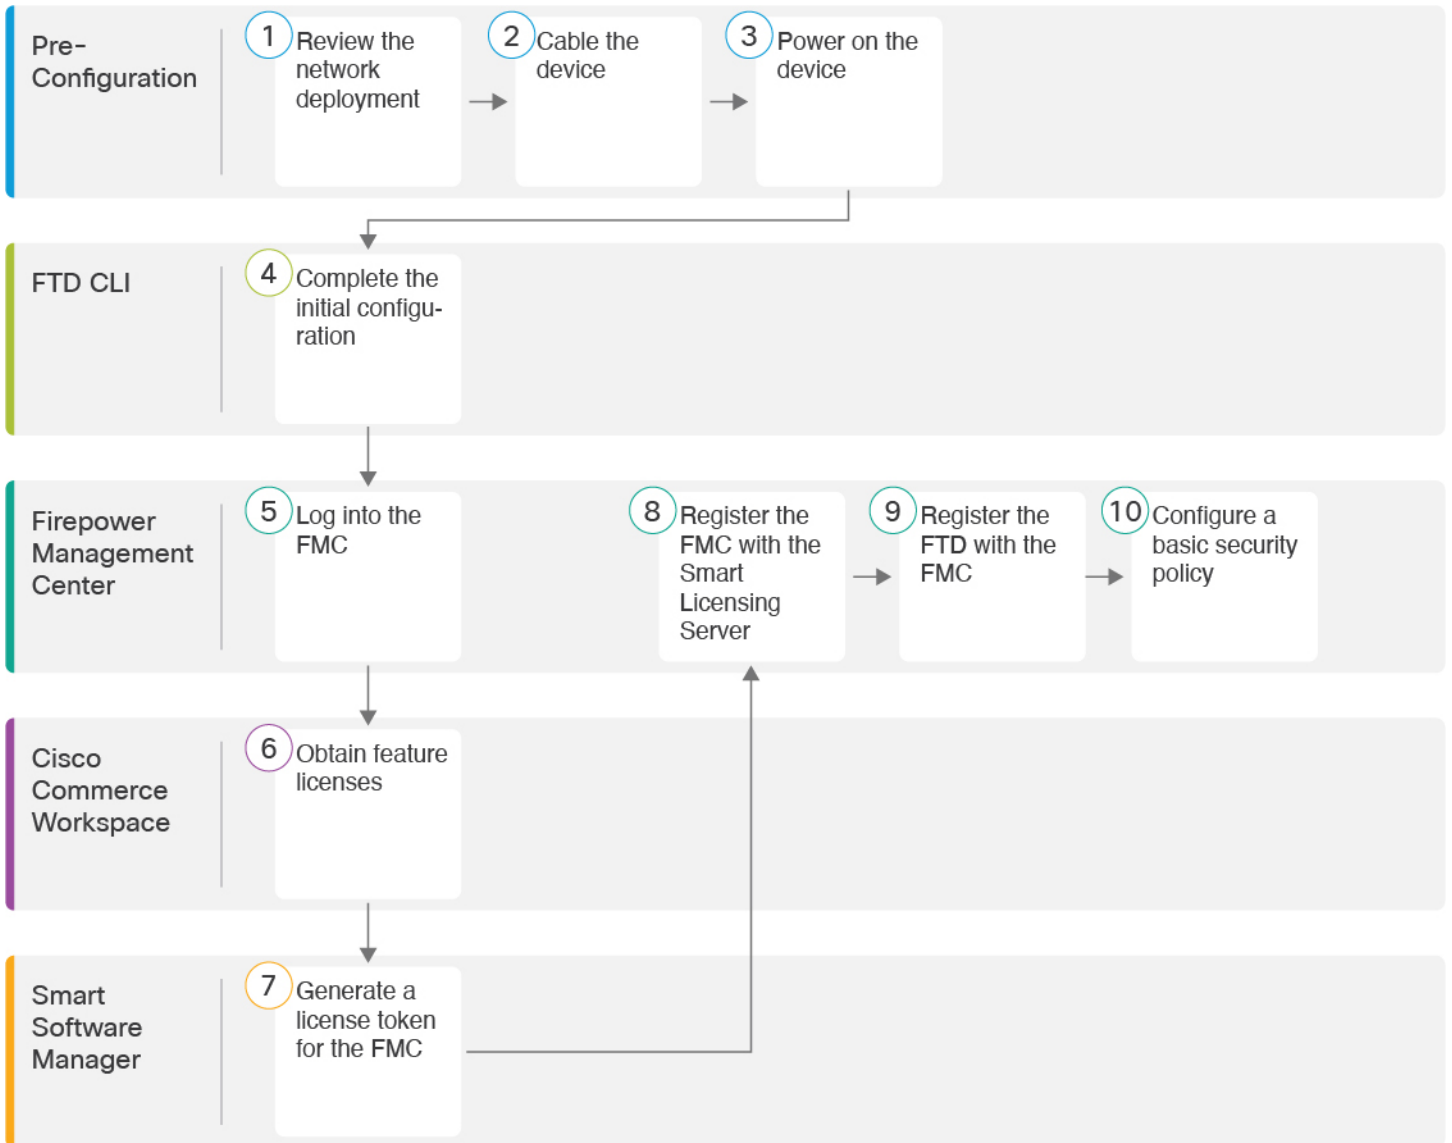 Pre-
Configuration
1
Review the
network
deployment
2
Cable the
device
3
Power on the
device
FTD CLI
4
Complete the
initial configu-
ration
Firepower
Management
Center
5
Log into the
FMC
8
Register the
FMC with the
Smart
Licensing
Server
9
Register the
FTD with the
FMC
10
Configure a
basic security
policy
Cisco
Commerce
Workspace
6
Obtain feature
licenses
Smart
Software
Manager
7
Generate a
license token
for the FMC